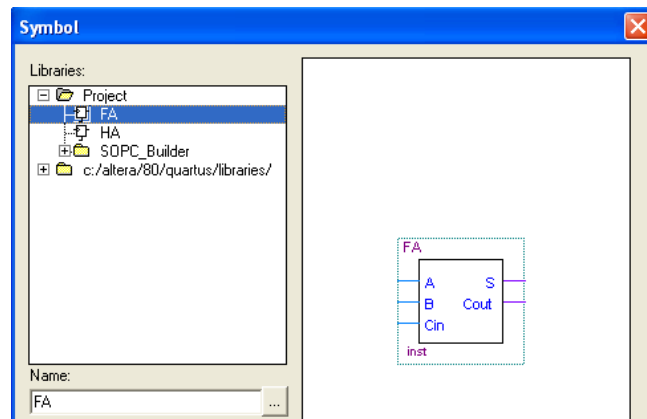 Symbol
Libraries:
Project
FA
HA
SOPC_Builder
c:/altera/80/quartus/libraries/
Name:
FA
...
FA
A S
B Cout
Cin
inst